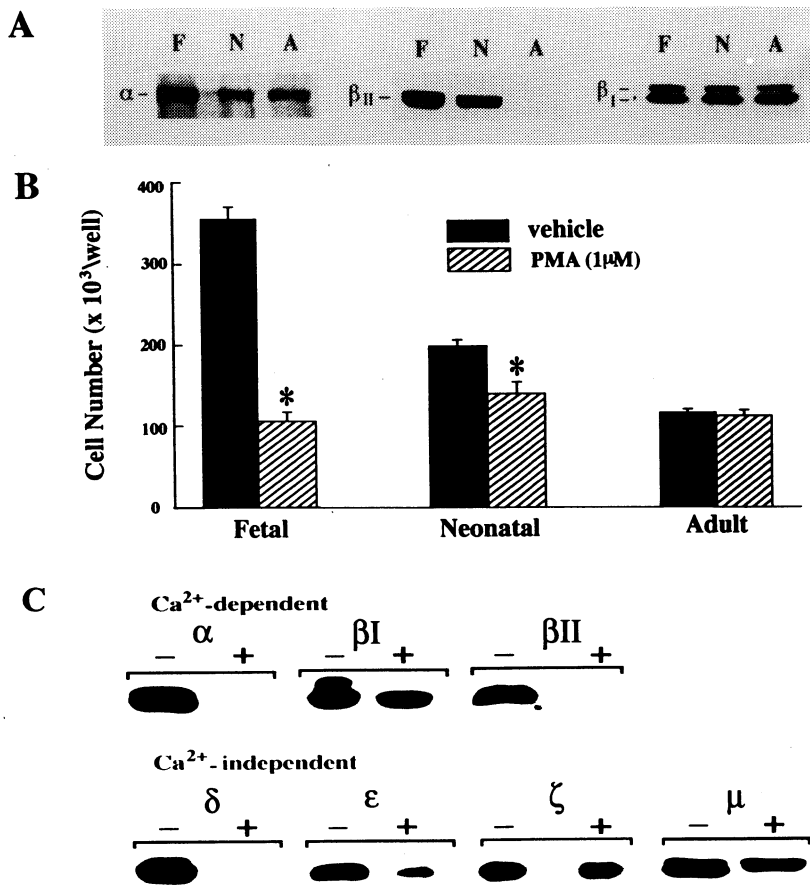 A
F N A
F N A
F N A
α –
βII –
βI
B
400
300
200
100
0
Cell Number (x 10³\well)
vehicle
PMA (1µM)
*
*
Fetal
Neonatal
Adult
C
Ca²⁺-dependent
α βI βII
– + – + – +
Ca²⁺- independent
δ ε ζ μ
– + – + – + – +